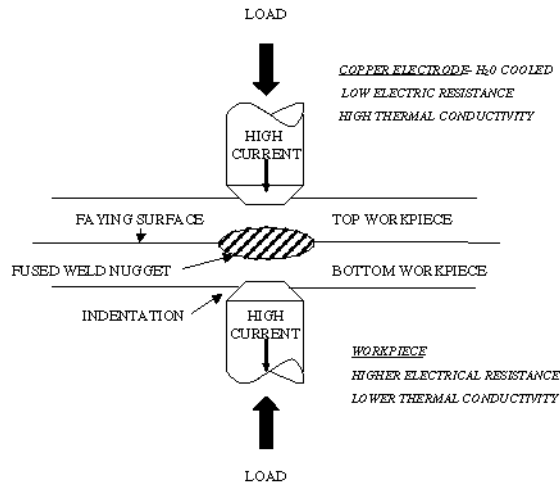 LOAD
COPPER ELECTRODE- H20 COOLED
LOW ELECTRIC RESISTANCE
HIGH THERMAL CONDUCTIVITY
HIGH
CURRENT
FAYING SURFACE
TOP WORKPIECE
FUSED WELD NUGGET
BOTTOM WORKPIECE
INDENTATION
HIGH
CURRENT
WORKPIECE
HIGHER ELECTRICAL RESISTANCE
LOWER THERMAL CONDUCTIVITY
LOAD